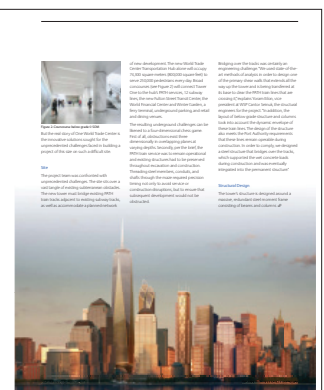 Figure 2: Concourse below grade © SOM
But the real story of One World Trade Center is
the innovative solutions sought for the
unprecedented challenges faced in building a
project of this size on such a difficult site.
Site
The project team was confronted with
unprecedented challenges. The site sits over a
vast tangle of existing subterranean obstacles.
The new tower must bridge existing PATH
train tracks, adjacent to existing subway tracks,
as well as accommodate a planned network
of new development. The new World Trade
Center Transportation Hub alone will occupy
74,300 square meters (800,000 square feet) to
serve 250,000 pedestrians every day. Broad
concourses (see Figure 2) will connect Tower
One to the hub's PATH services, 12 subway
lines, the new Fulton Street Transit Center, the
World Financial Center and Winter Garden, a
ferry terminal, underground parking and retail
and dining venues.
The resulting underground challenges can be
likened to a four-dimensional chess game.
First of all, obstructions exist three-
dimensionally in overlapping planes at
varying depths. Secondly, per the brief, the
PATH train service was to remain operational
and existing structures had to be preserved
throughout excavation and construction.
Threading steel members, conduits, and
shafts through the maze required precision
timing not only to avoid service or
construction disruptions, but to ensure that
subsequent development would not be
obstructed.
Bridging over the tracks was certainly an
engineering challenge. "We used state-of-the-
art methods of analysis in order to design one
of the primary shear walls that extends all the
way up the tower and is being transferred at
its base to clear the PATH train lines that are
crossing it," explains Yoram Eilon, vice
president at WSP Cantor Seinuk, the structural
engineers for the project. "In addition, the
layout of below-grade structure and columns
took into account the dynamic envelope of
these train lines. The design of the structure
also meets the Port Authority requirements
that these lines remain operational during
construction. In order to comply, we designed
a steel structure that bridges over the tracks,
which supported the wet concrete loads
during construction and was eventually
integrated into the permanent structure."
Structural Design
The tower's structure is designed around a
massive, redundant steel moment frame
consisting of beams and columns all